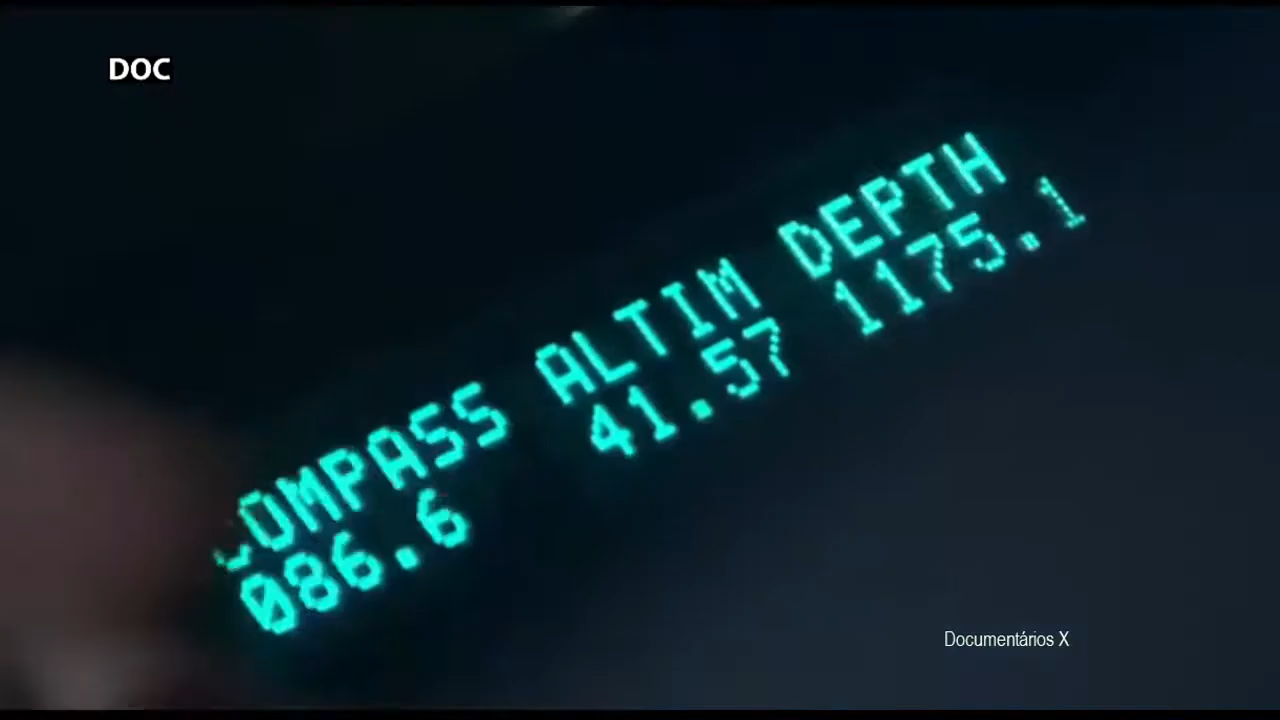 DOC
COMPASS ALTIM DEPTH
086.6 41.57 1175.1
Documentários X